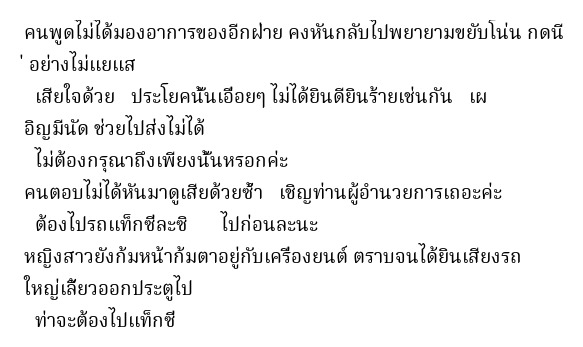 คนพูดไม่ได้มองอาการของอีกฝ่าย คงหันกลับไปพยายามขยับโน่น กดนี
่ อย่างไม่แยแส
เสียใจด้วย ประโยคนั้นเอื่อยๆ ไม่ได้ยินดียินร้ายเช่นกัน เผ
อิญมีนัด ช่วยไปส่งไม่ได้
ไม่ต้องกรุณาถึงเพียงนั้นหรอกค่ะ
คนตอบไม่ได้หันมาดูเสียด้วยซ้ำ เชิญท่านผู้อำนวยการเถอะค่ะ
ต้องไปรถแท็กซี่ละซิ ไปก่อนละนะ
หญิงสาวยังก้มหน้าก้มตาอยู่กับเครื่องยนต์ ตราบจนได้ยินเสียงรถ
ใหญ่เลี้ยวออกประตูไป
ท่าจะต้องไปแท็กซี่